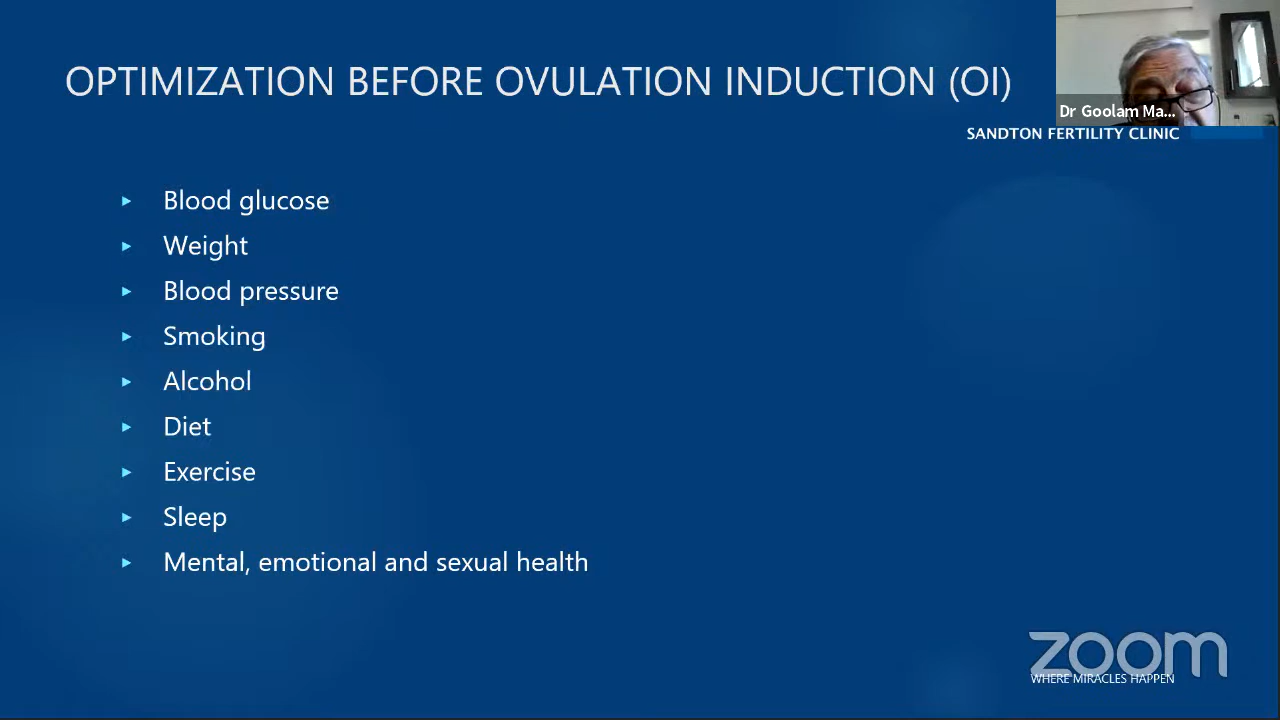 OPTIMIZATION BEFORE OVULATION INDUCTION (OI)
Dr Goolam Ma...
SANDTON FERTILITY CLINIC
Blood glucose
Weight
Blood pressure
Smoking
Alcohol
Diet
Exercise
Sleep
Mental, emotional and sexual health
zoom
WHERE MIRACLES HAPPEN